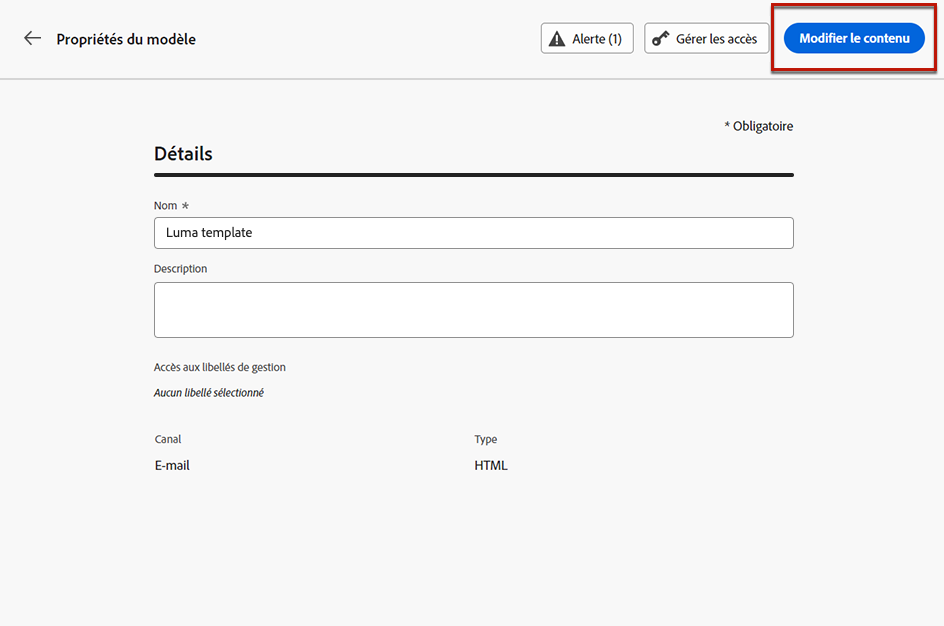 Propriétés du modèle
Alerte (1)
Gérer les accès
Modifier le contenu
* Obligatoire
Détails
Nom *
Luma template
Description
Accès aux libellés de gestion
Aucun libellé sélectionné
Canal
Type
E-mail
HTML